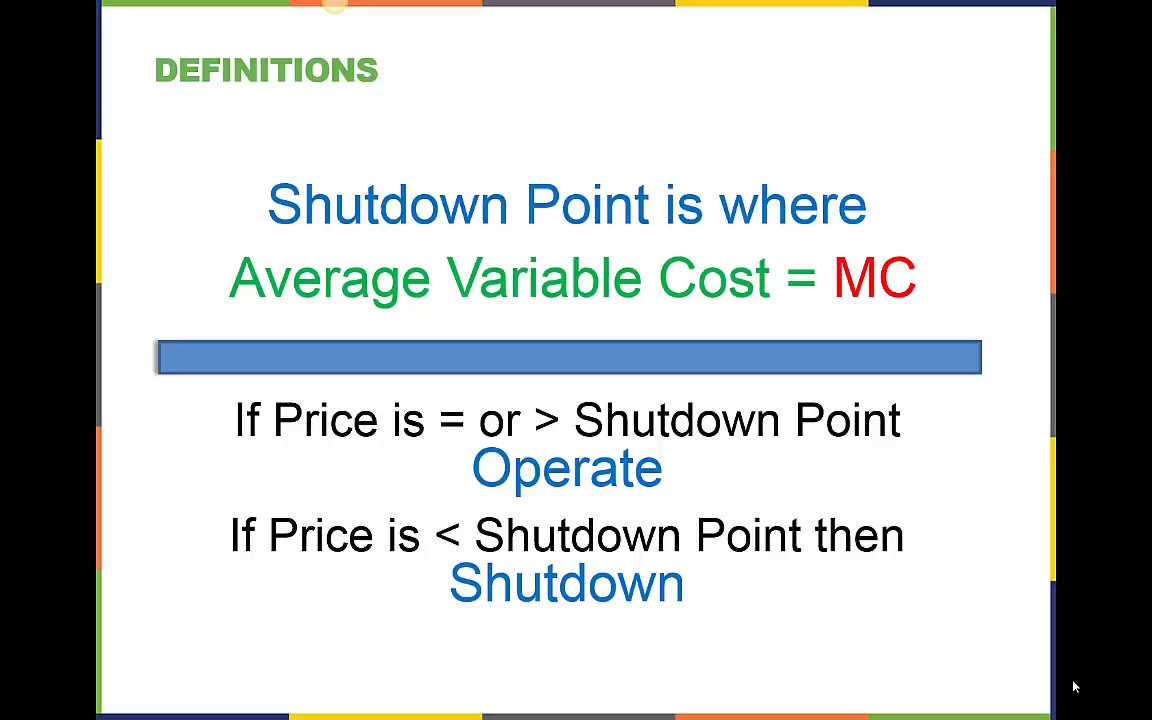 DEFINITIONS
Shutdown Point is where
Average Variable Cost = MC
If Price is = or > Shutdown Point
Operate
If Price is < Shutdown Point then
Shutdown